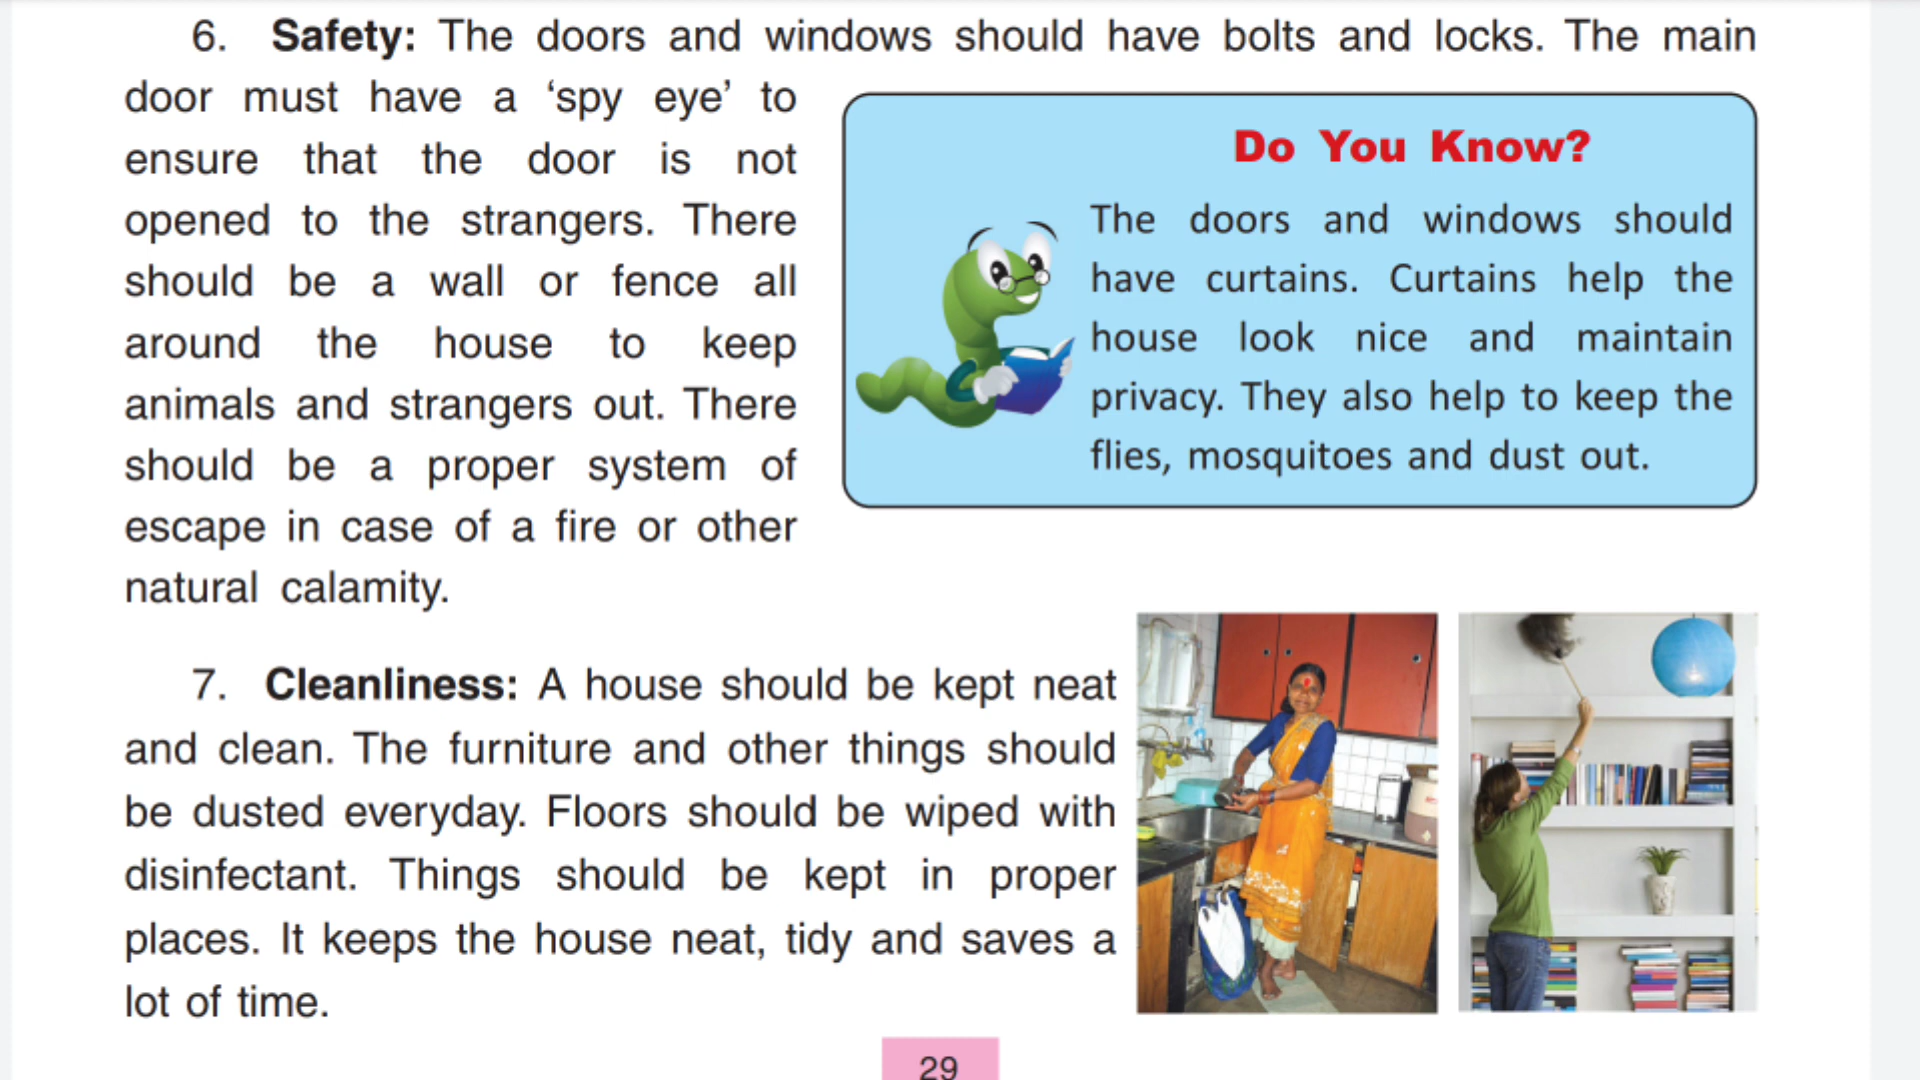 6. Safety: The doors and windows should have bolts and locks. The main
door must have a ‘spy eye’ to
ensure that the door is not
opened to the strangers. There
should be a wall or fence all
around the house to keep
animals and strangers out. There
should be a proper system of
escape in case of a fire or other
natural calamity.
Do You Know?
The doors and windows should
have curtains. Curtains help the
house look nice and maintain
privacy. They also help to keep the
flies, mosquitoes and dust out.
7. Cleanliness: A house should be kept neat
and clean. The furniture and other things should
be dusted everyday. Floors should be wiped with
disinfectant. Things should be kept in proper
places. It keeps the house neat, tidy and saves a
lot of time.
29